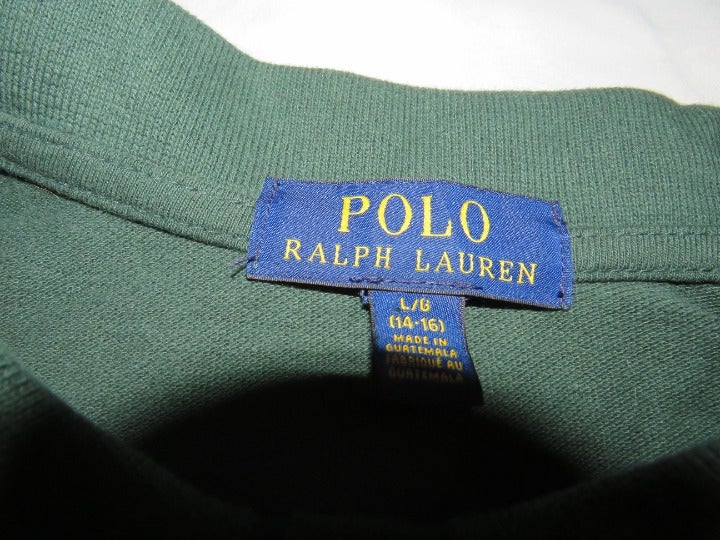 POLO
RALPH LAUREN
L/G
(14-16)
MADE IN
GUATEMALA
FABRIQUÉ AU
GUATEMALA